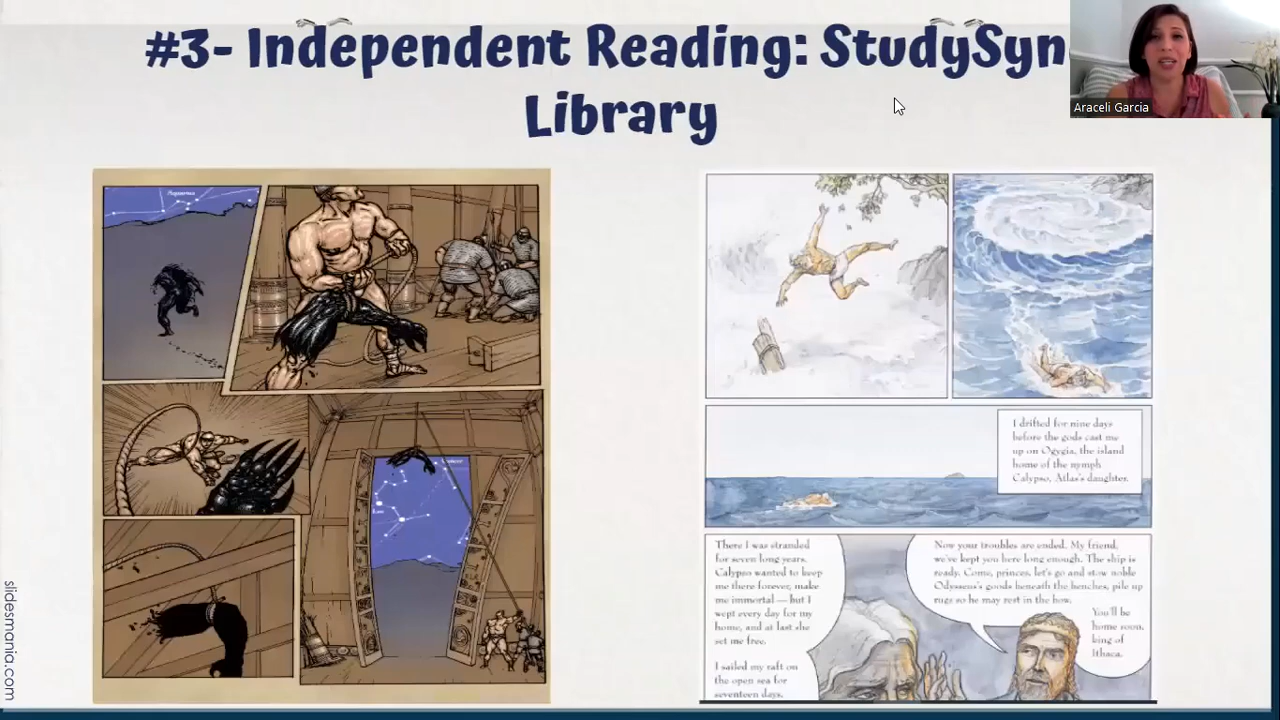 #3- Independent Reading: StudySyn
Library
Araceli Garcia
I drifted for nine days
before the gods cast me
up on Ogygia, the island
home of the nymph
Calypso, Atlas's daughter.
There I was stranded
for seven long years.
Calypso wanted to keep
me there forever, make
me immortal — but I
wept every day for my
home, and at last she
set me free.
I sailed my raft on
the open sea for
seventeen days.
Now your troubles are ended. My friend,
we've kept you here long enough. The ship is
ready. Come, princes, let's go and stow noble
Odysseus's goods beneath the benches, pile up
rugs so he may rest in the bow.
You'll be
home soon,
king of
Ithaca.
slidesmania.com